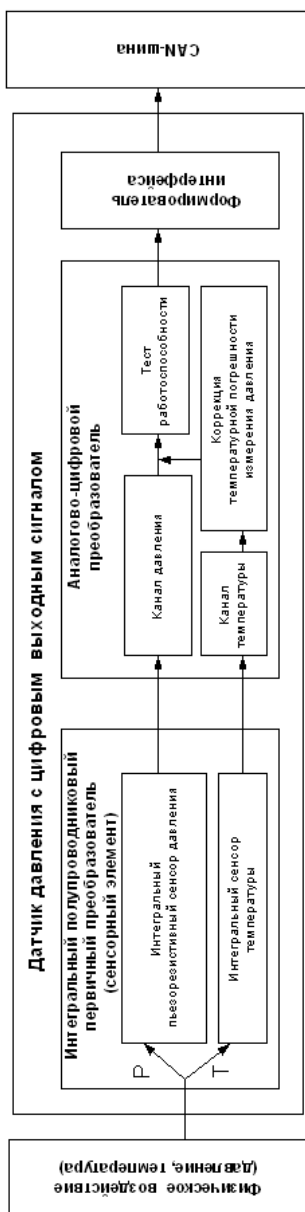 Физическое воздействие
(давление, температура)
Датчик давления с цифровым выходным сигналом
Интегральный полупроводниковый
первичный преобразователь
(сенсорный элемент)
P
T
Интегральный
пьезорезистивный сенсор давления
Интегральный сенсор
температуры
Аналогово-цифровой
преобразователь
Канал давления
Канал
температуры
Тест
работоспособности
Коррекция
температурной погрешности
измерения давления
Формирователь
интерфейса
CAN-шина